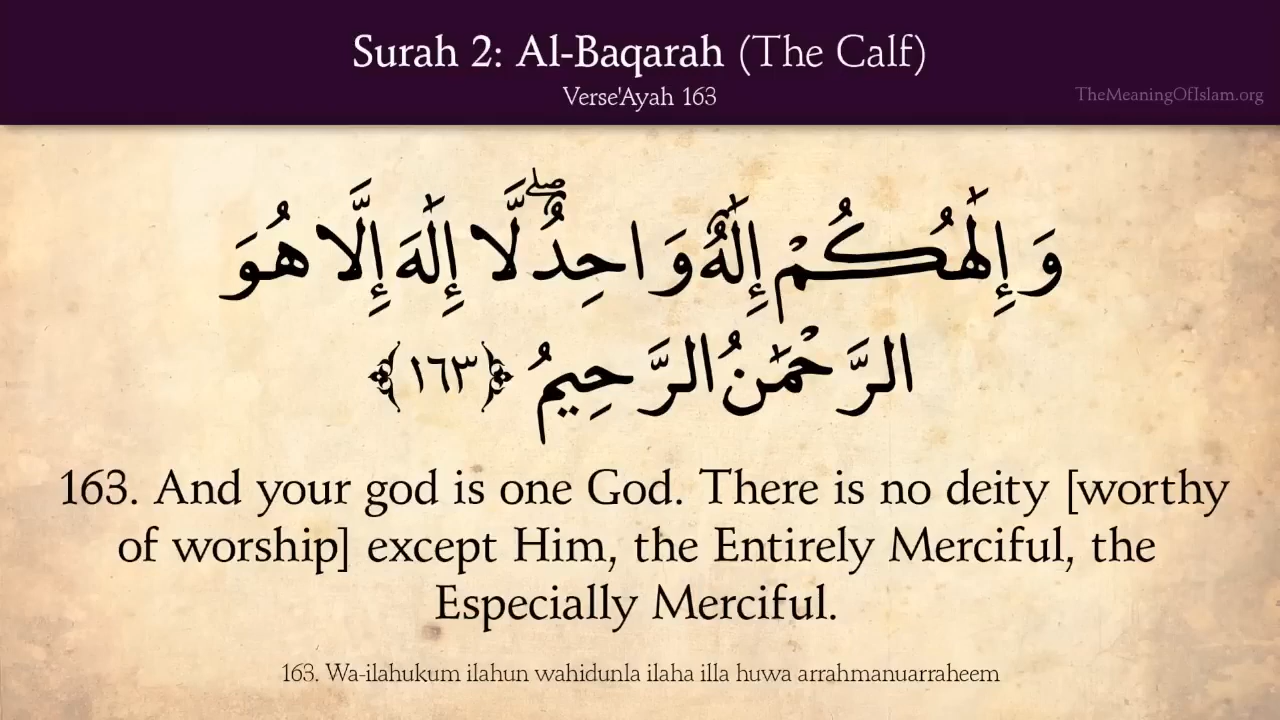 Surah 2: Al-Baqarah (The Calf)
Verse'Ayah 163
TheMeaningOfIslam.org
وَإِلَٰهُكُمْ إِلَٰهٌ وَاحِدٌ ۖ لَّا إِلَٰهَ إِلَّا هُوَ
الرَّحْمَٰنُ الرَّحِيمُ ﴿١٦٣﴾
163. And your god is one God. There is no deity [worthy
of worship] except Him, the Entirely Merciful, the
Especially Merciful.
163. Wa-ilahukum ilahun wahidunla ilaha illa huwa arrahmanuarraheem